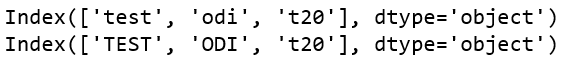 Index(['test', 'odi', 't20'], dtype='object')
Index(['TEST', 'ODI', 't20'], dtype='object')